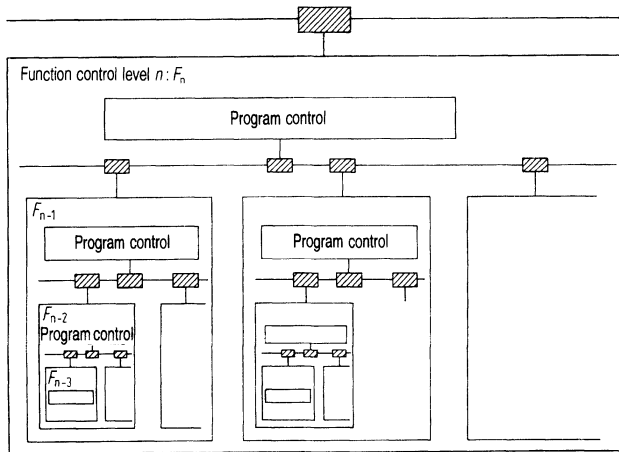 Function control level n : Fn
Program control
Fn-1
Program control
Program control
Fn-2
Program control
Fn-3